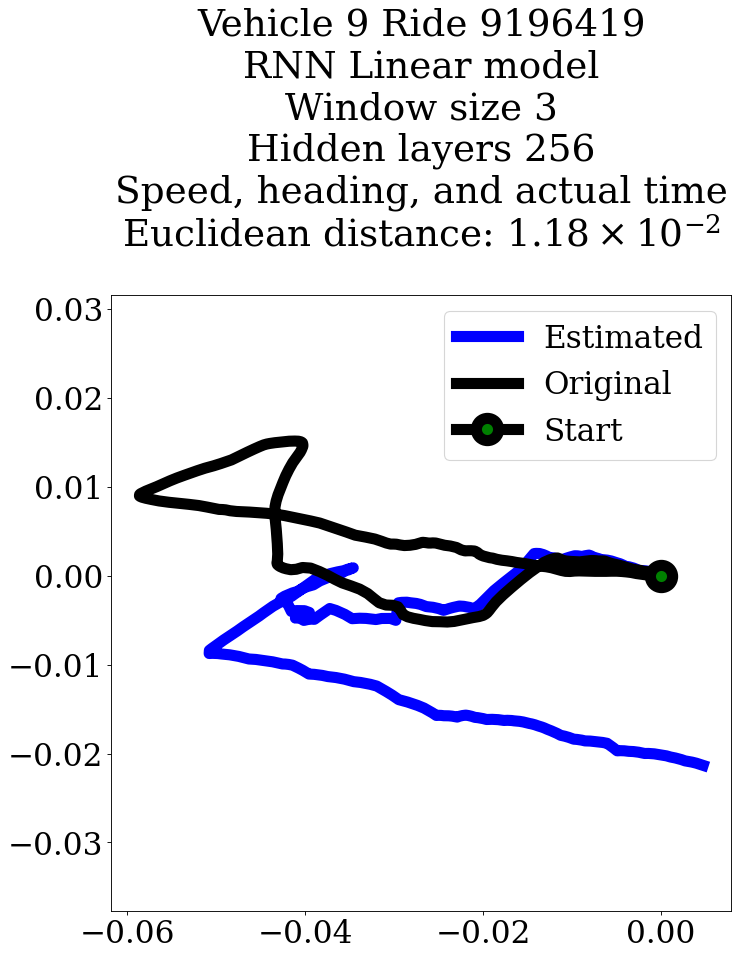 Vehicle 9 Ride 9196419
RNN Linear model
Window size 3
Hidden layers 256
Speed, heading, and actual time
Euclidean distance: 1.18 × 10⁻²
Estimated
Original
Start
0.03
0.02
0.01
0.00
−0.01
−0.02
−0.03
−0.06
−0.04
−0.02
0.00